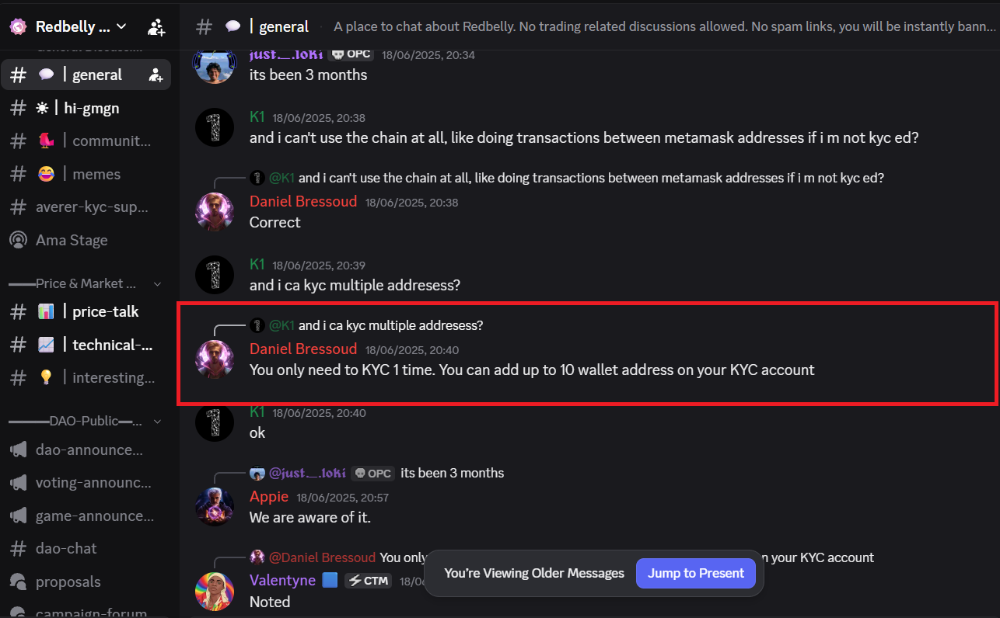 Redbelly ...
# | general
A place to chat about Redbelly. No trading related discussions allowed. No spam links, you will be instantly bann...
# | general
# | hi-gmgn
# | communit...
# | memes
# averer-kyc-sup...
Ama Stage
Price & Market ...
# | price-talk
# | technical-...
# | interesting...
DAO-Public ...
dao-announce...
voting-announc...
game-announce...
# dao-chat
proposals
campaign-forum
just__.loki OPC 18/06/2025, 20:34
its been 3 months
K1 18/06/2025, 20:38
and i can't use the chain at all, like doing transactions between metamask addresses if i m not kyc ed?
@K1 and i can't use the chain at all, like doing transactions between metamask addresses if i m not kyc ed?
Daniel Bressoud 18/06/2025, 20:38
Correct
K1 18/06/2025, 20:39
and i ca kyc multiple addresess?
@K1 and i ca kyc multiple addresess?
Daniel Bressoud 18/06/2025, 20:40
You only need to KYC 1 time. You can add up to 10 wallet address on your KYC account
K1 18/06/2025, 20:40
ok
@just__.loki OPC its been 3 months
Appie 18/06/2025, 20:57
We are aware of it.
@Daniel Bressoud You only n your KYC account
Valentyne CTM 18/0
Noted
You're Viewing Older Messages Jump to Present